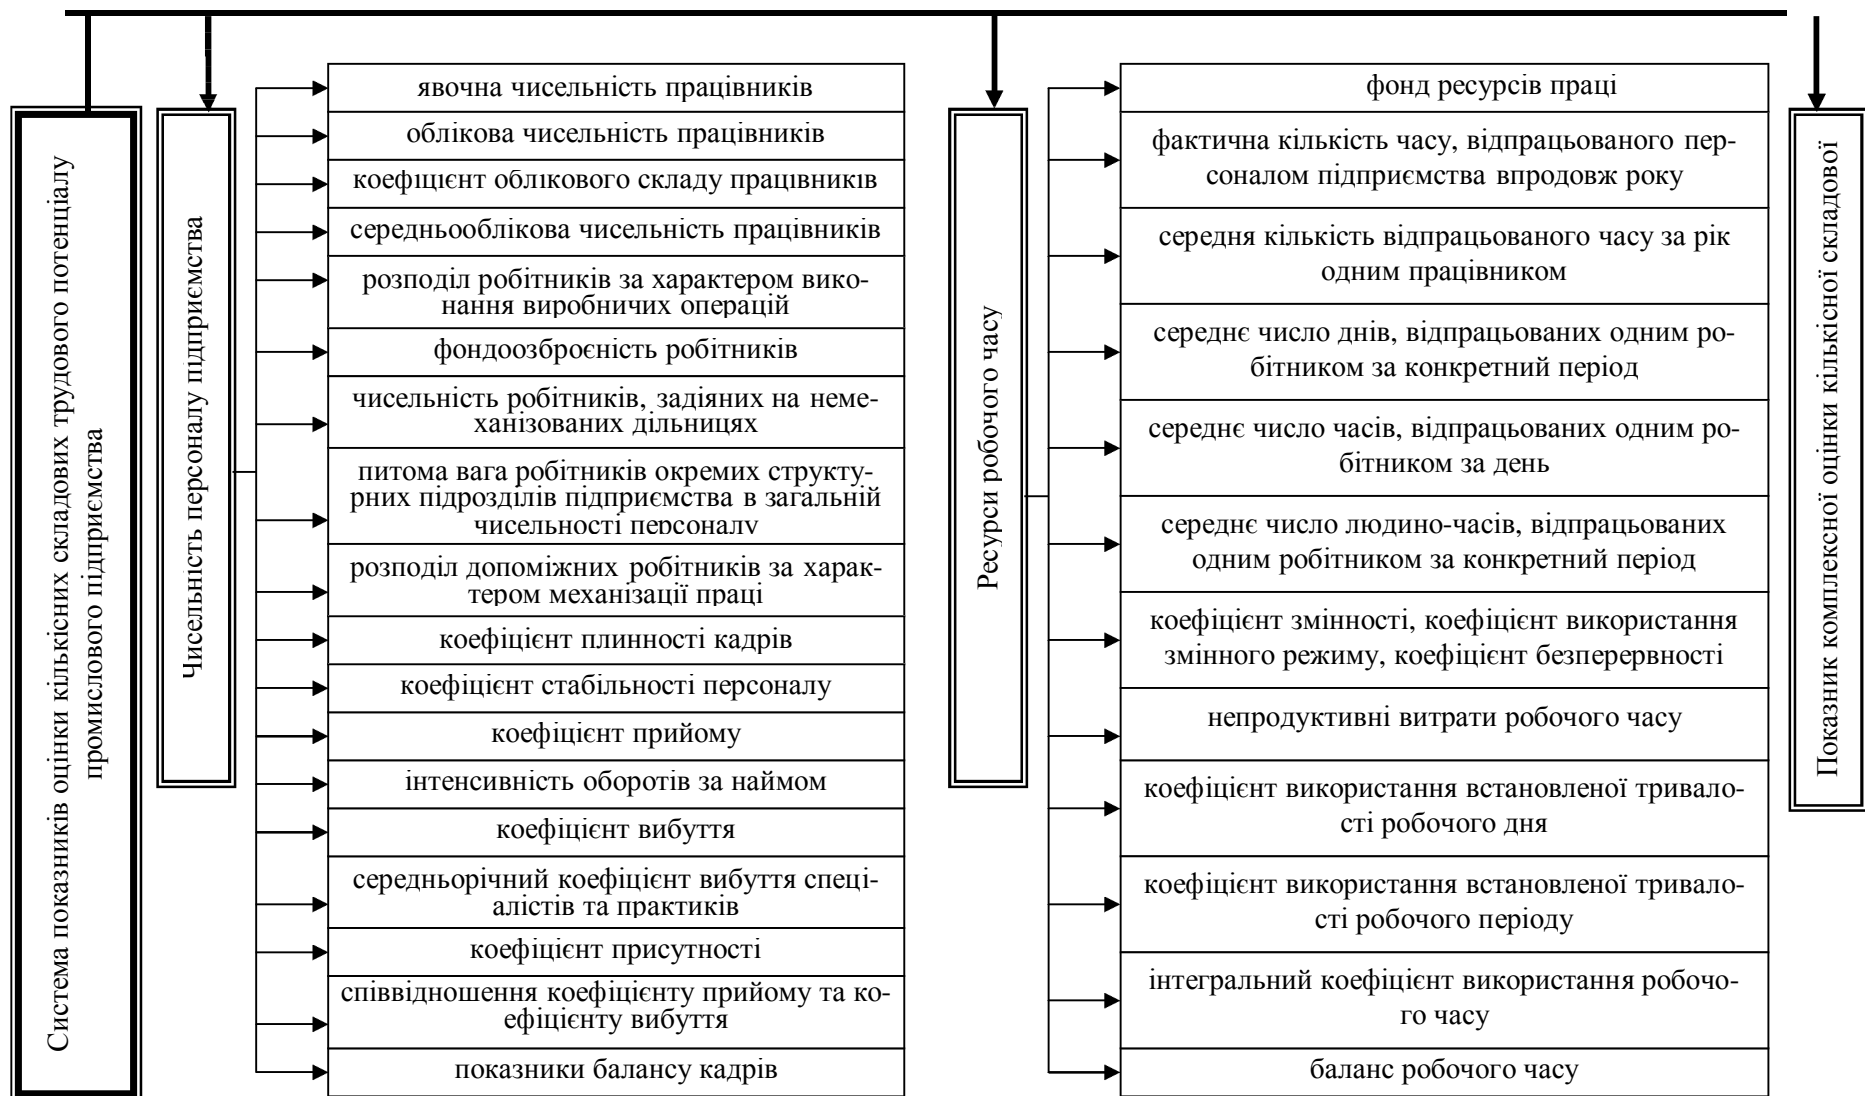 Система показників оцінки кількісних складових трудового потенціалу
промислового підприємства
Чисельність персоналу підприємства
явочна чисельність працівників
облікова чисельність працівників
коефіцієнт облікового складу працівників
середньооблікова чисельність працівників
розподіл робітників за характером вико-
нання виробничих операцій
фондоозброєність робітників
чисельність робітників, задіяних на неме-
ханізованих дільницях
питома вага робітників окремих структу-
рних підрозділів підприємства в загальній
чисельності персоналу
розподіл допоміжних робітників за харак-
тером механізації праці
коефіцієнт плинності кадрів
коефіцієнт стабільності персоналу
коефіцієнт прийому
інтенсивність оборотів за наймом
коефіцієнт вибуття
середньорічний коефіцієнт вибуття спеці-
алістів та практиків
коефіцієнт присутності
співвідношення коефіцієнту прийому та ко-
ефіцієнту вибуття
показники балансу кадрів
Ресурси робочого часу
фонд ресурсів праці
фактична кількість часу, відпрацьованого пер-
соналом підприємства впродовж року
середня кількість відпрацьованого часу за рік
одним працівником
середнє число днів, відпрацьованих одним ро-
бітником за конкретний період
середнє число часів, відпрацьованих одним ро-
бітником за день
середнє число людино-часів, відпрацьованих
одним робітником за конкретний період
коефіцієнт змінності, коефіцієнт використання
змінного режиму, коефіцієнт безперервності
непродуктивні витрати робочого часу
коефіцієнт використання встановленої тривало-
сті робочого дня
коефіцієнт використання встановленої тривало-
сті робочого періоду
інтегральний коефіцієнт використання робочо-
го часу
баланс робочого часу
Показник комплексної оцінки кількісної складової